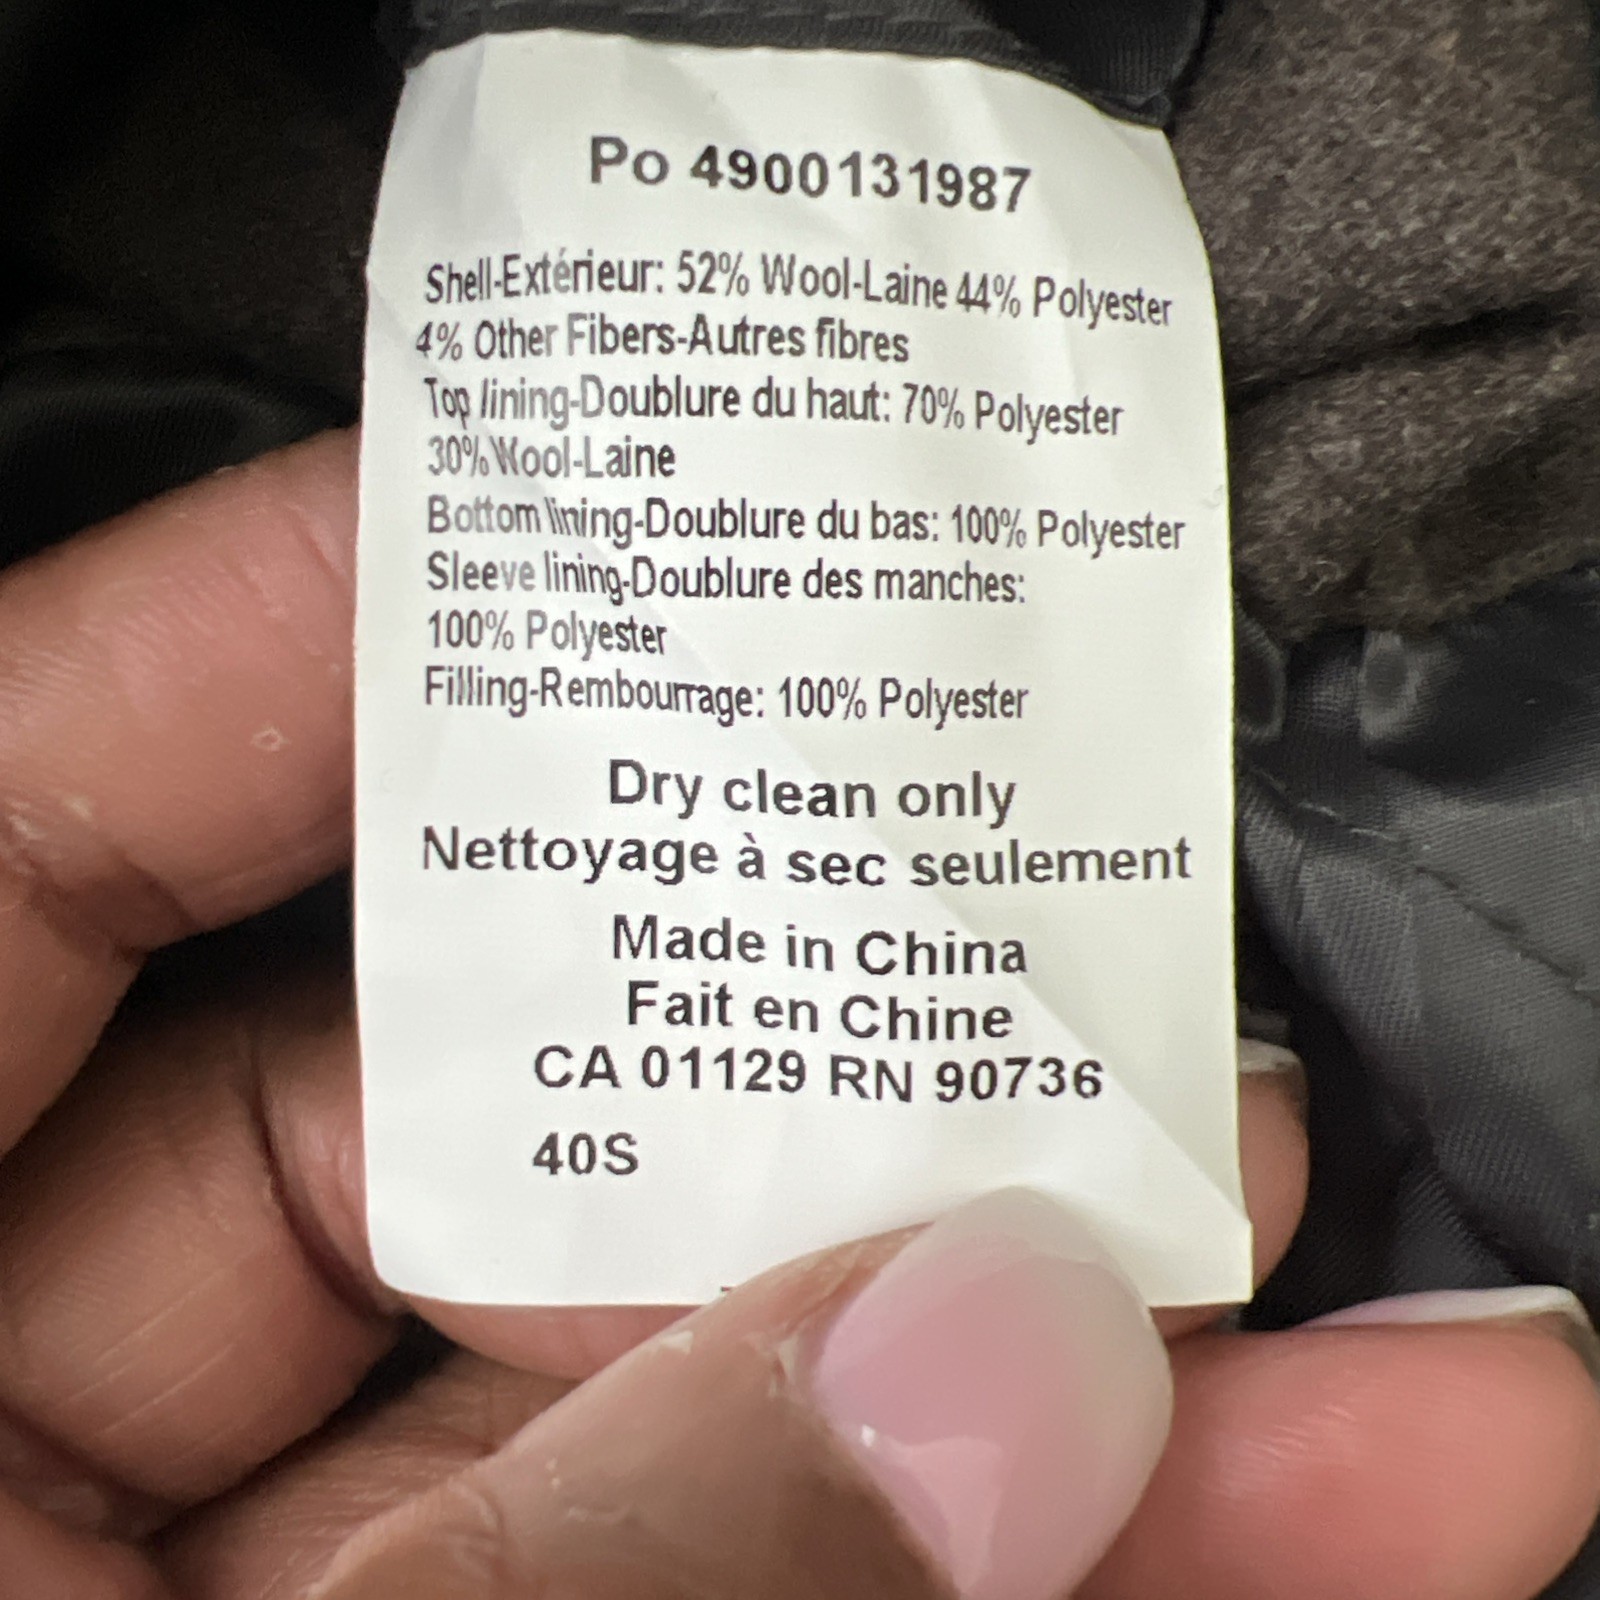 Po 4900131987
Shell-Extérieur: 52% Wool-Laine 44% Polyester
4% Other Fibers-Autres fibres
Top lining-Doublure du haut: 70% Polyester
30% Wool-Laine
Bottom lining-Doublure du bas: 100% Polyester
Sleeve lining-Doublure des manches:
100% Polyester
Filling-Rembourrage: 100% Polyester
Dry clean only
Nettoyage à sec seulement
Made in China
Fait en Chine
CA 01129 RN 90736
40S